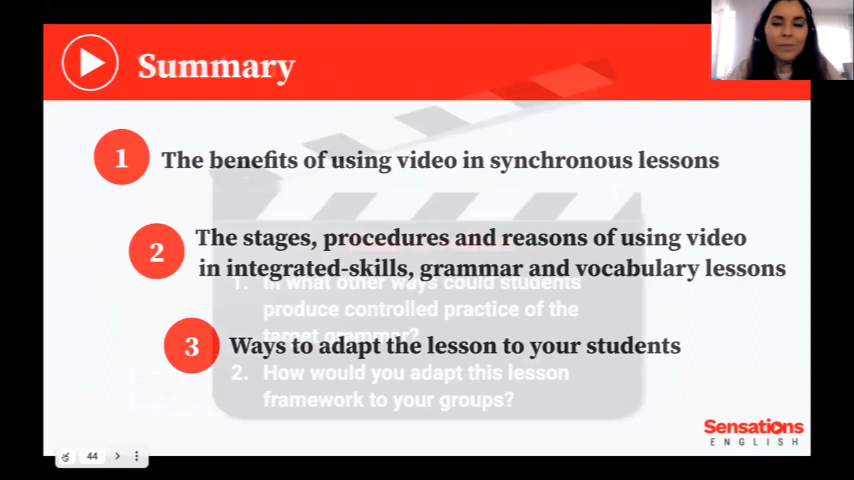 Summary
1 The benefits of using video in synchronous lessons
2 The stages, procedures and reasons of using video
in integrated-skills, grammar and vocabulary lessons
1. In what other ways could students
produce controlled practice of the
target grammar?
3 Ways to adapt the lesson to your students
2. How would you adapt this lesson
framework to your groups?
Sensations
ENGLISH
44